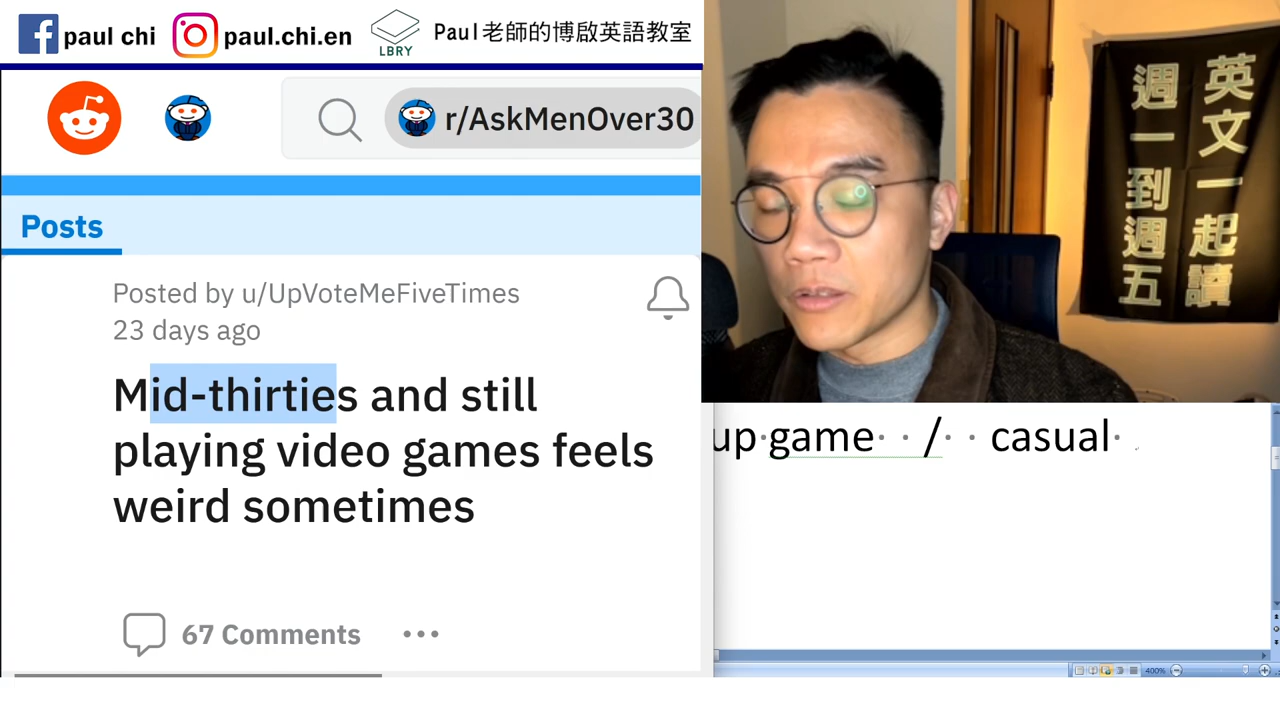 paul chi
paul.chi.en
LBRY
Paul老師的博啟英語教室
r/AskMenOver30
Posts
Posted by u/UpVoteMeFiveTimes
23 days ago
Mid-thirties and still
playing video games feels
weird sometimes
67 Comments
英文一起讀
週一到週五
up game / casual
400%